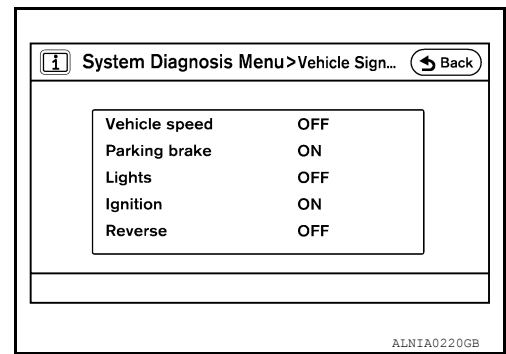 i System Diagnosis Menu>Vehicle Sign... Back
Vehicle speed OFF
Parking brake ON
Lights OFF
Ignition ON
Reverse OFF
ALNIA0220GB